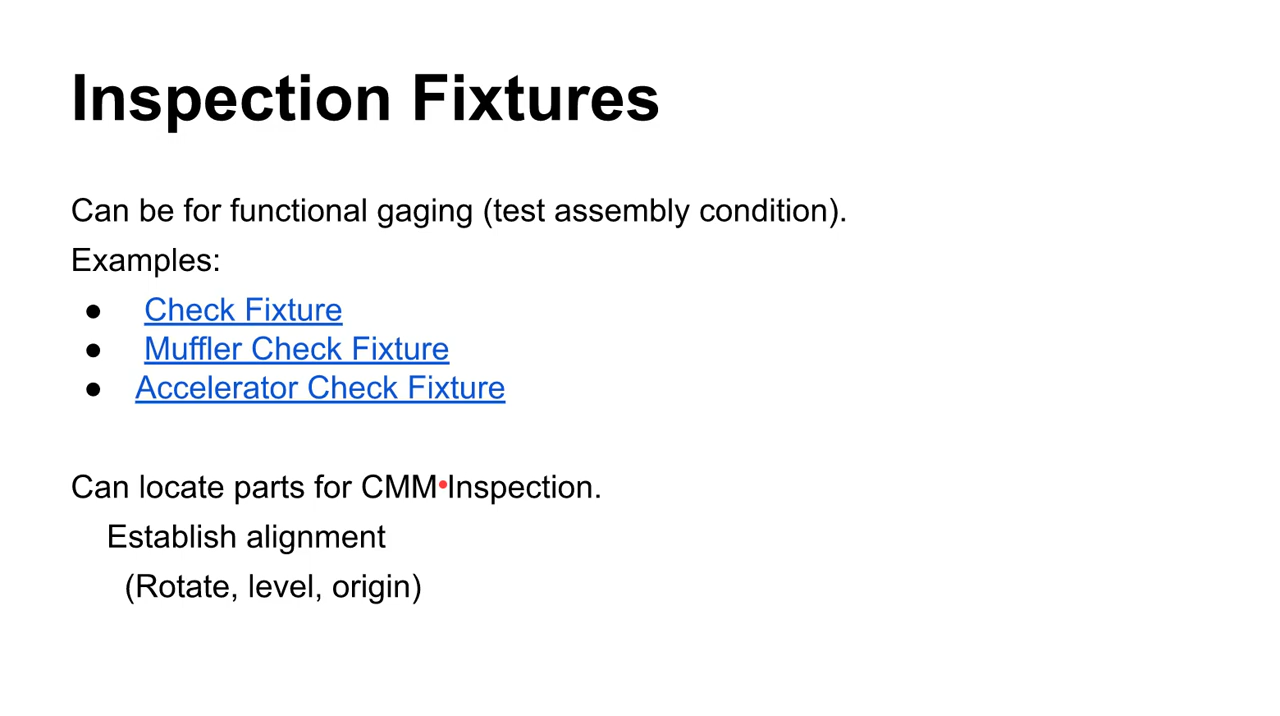 Inspection Fixtures
Can be for functional gaging (test assembly condition).
Examples:
● Check Fixture
● Muffler Check Fixture
● Accelerator Check Fixture
Can locate parts for CMM Inspection.
Establish alignment
(Rotate, level, origin)